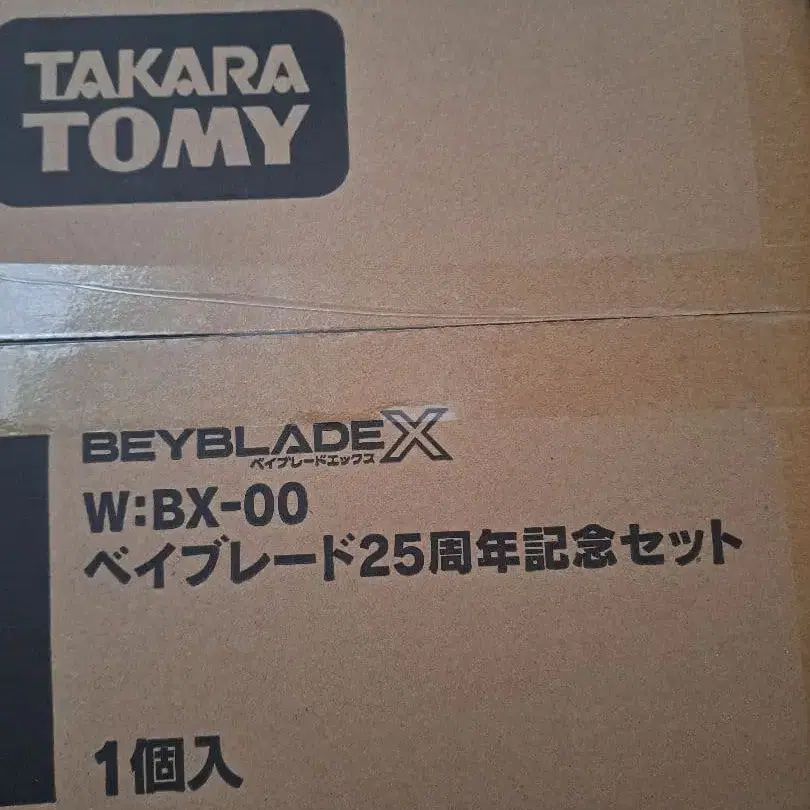 TAKARA
TOMY
BEYBLADE X
ベイブレードエックス
W:BX-00
ベイブレード25周年記念セット
1個入